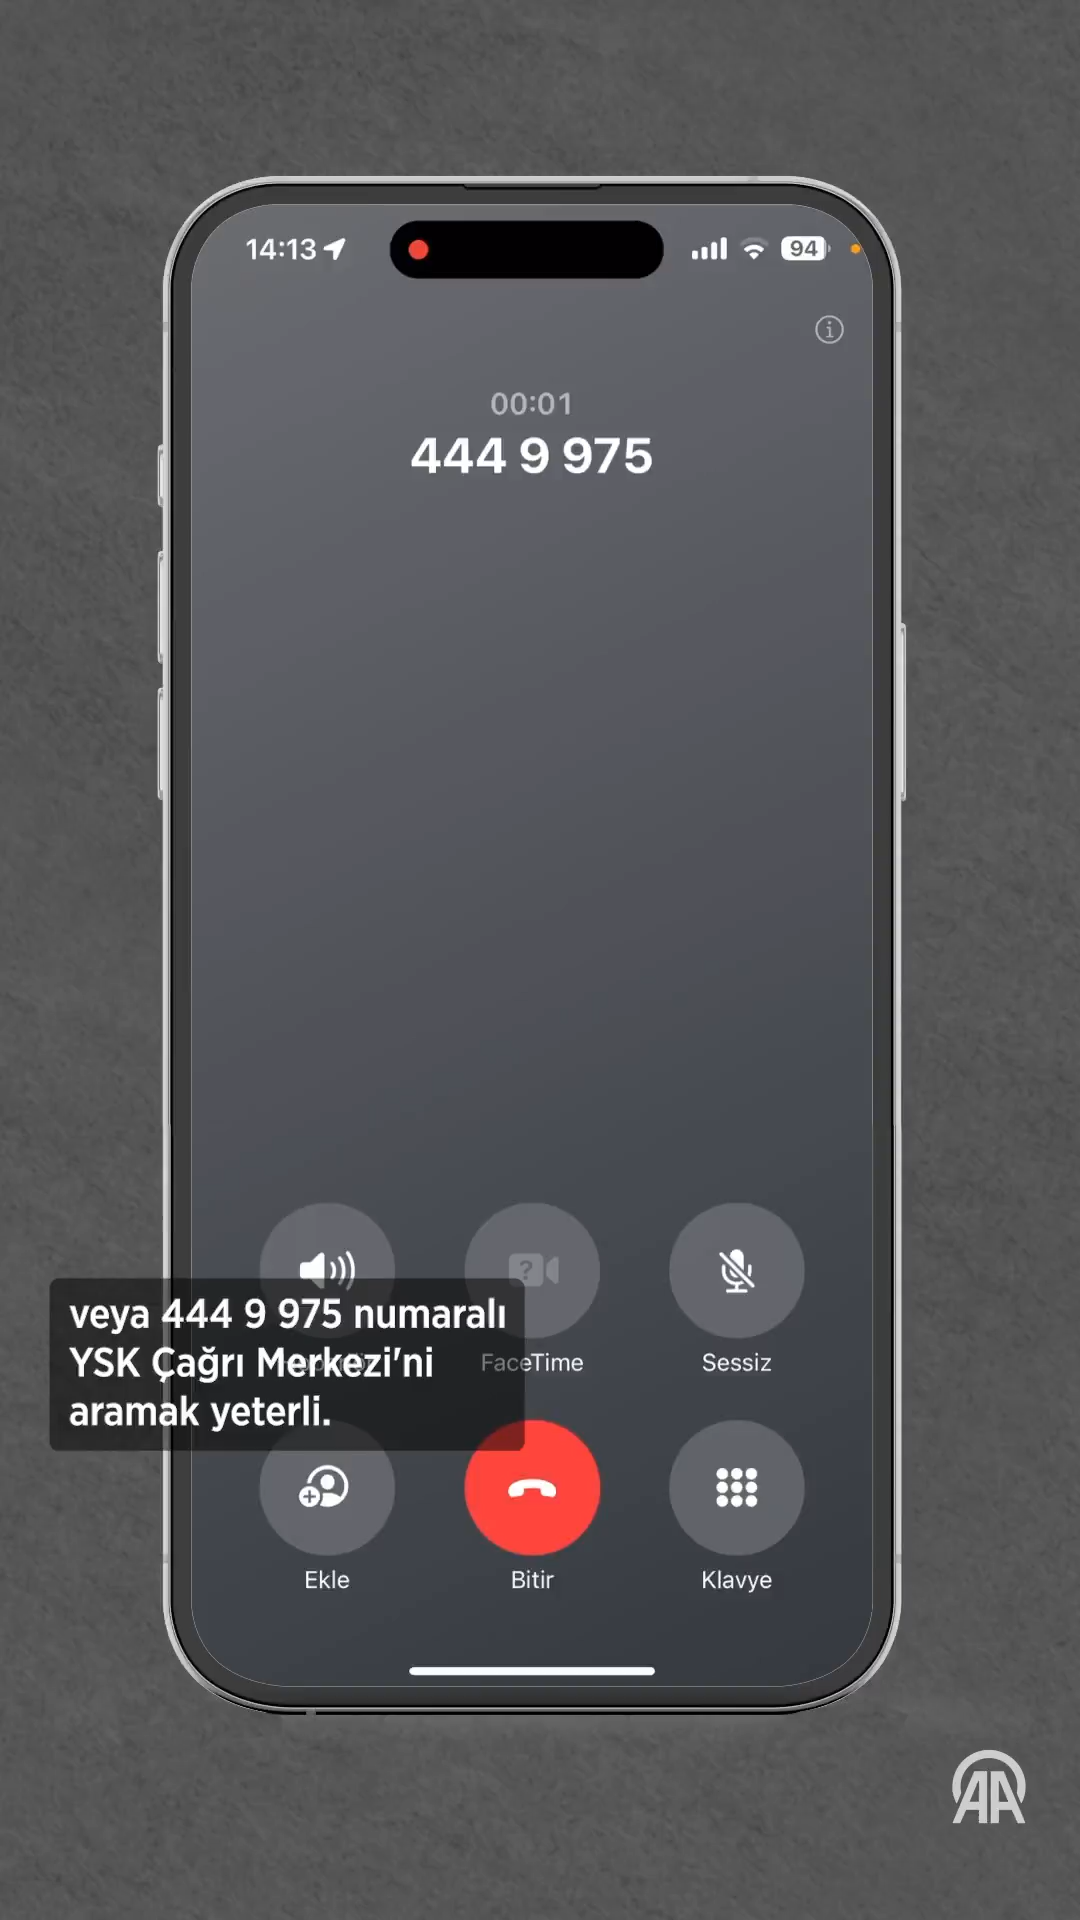 14:13
94
00:01
444 9 975
veya 444 9 975 numaralı
YSK Çağrı Merkezi'ni
aramak yeterli.
FaceTime
Sessiz
Ekle
Bitir
Klavye
AA